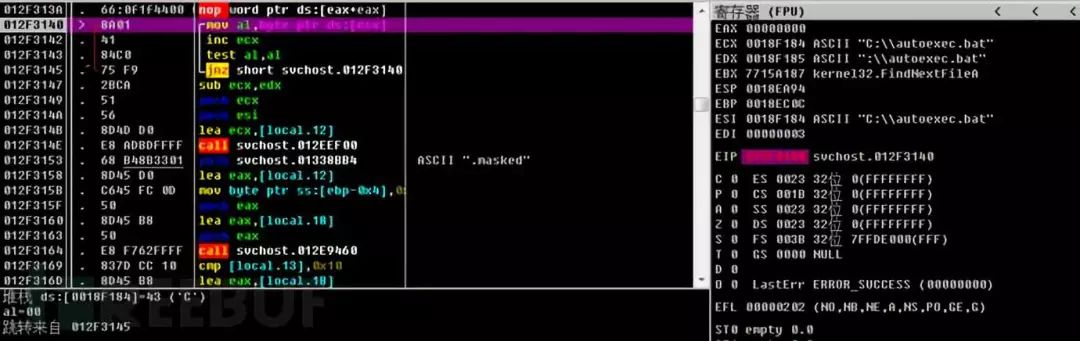 012F313A . 66:0F1F4400 nop word ptr ds:[eax+eax]
012F3140 > 8A01 mov al,byte ptr ds:[ecx]
012F3142 . 41 inc ecx
012F3143 . 84C0 test al,al
012F3145 . 75 F9 jnz short svchost.012F3140
012F3147 . 2BCA sub ecx,edx
012F3149 . 51 push ecx
012F314A . 56 push esi
012F314B . 8D4D D0 lea ecx,[local.12]
012F314E . E8 ADBDFFFF call svchost.012EEF00
012F3153 . 68 B48B3301 push svchost.01338BB4 ASCII ".masked"
012F3158 . 8D45 D0 lea eax,[local.12]
012F315B . C645 FC 0D mov byte ptr ss:[ebp-0x4],0
012F315F . 50 push eax
012F3160 . 8D45 B8 lea eax,[local.18]
012F3163 . 50 push eax
012F3164 . E8 F762FFFF call svchost.012E9460
012F3169 . 837D CC 10 cmp [local.13],0x10
012F316D . 8D45 B8 lea eax,[local.18]
堆栈 ds:[0018F184]=43 ('C')
al=00
跳转来自 012F3145
REEBUF
寄存器 (FPU) < < <
EAX 00000000
ECX 0018F184 ASCII "C:\\autoexec.bat"
EDX 0018F185 ASCII ":\\autoexec.bat"
EBX 7715A187 kernel32.FindNextFileA
ESP 0018EA94
EBP 0018EC0C
ESI 0018F184 ASCII "C:\\autoexec.bat"
EDI 00000003
EIP 012F3140 svchost.012F3140
C 0 ES 0023 32位 0(FFFFFFFF)
P 0 CS 001B 32位 0(FFFFFFFF)
A 0 SS 0023 32位 0(FFFFFFFF)
Z 0 DS 0023 32位 0(FFFFFFFF)
S 0 FS 003B 32位 7FFDE000(FFF)
T 0 GS 0000 NULL
D 0
O 0 LastErr ERROR_SUCCESS (00000000)
EFL 00000202 (NO,NB,NE,A,NS,PO,GE,G)
ST0 empty 0.0